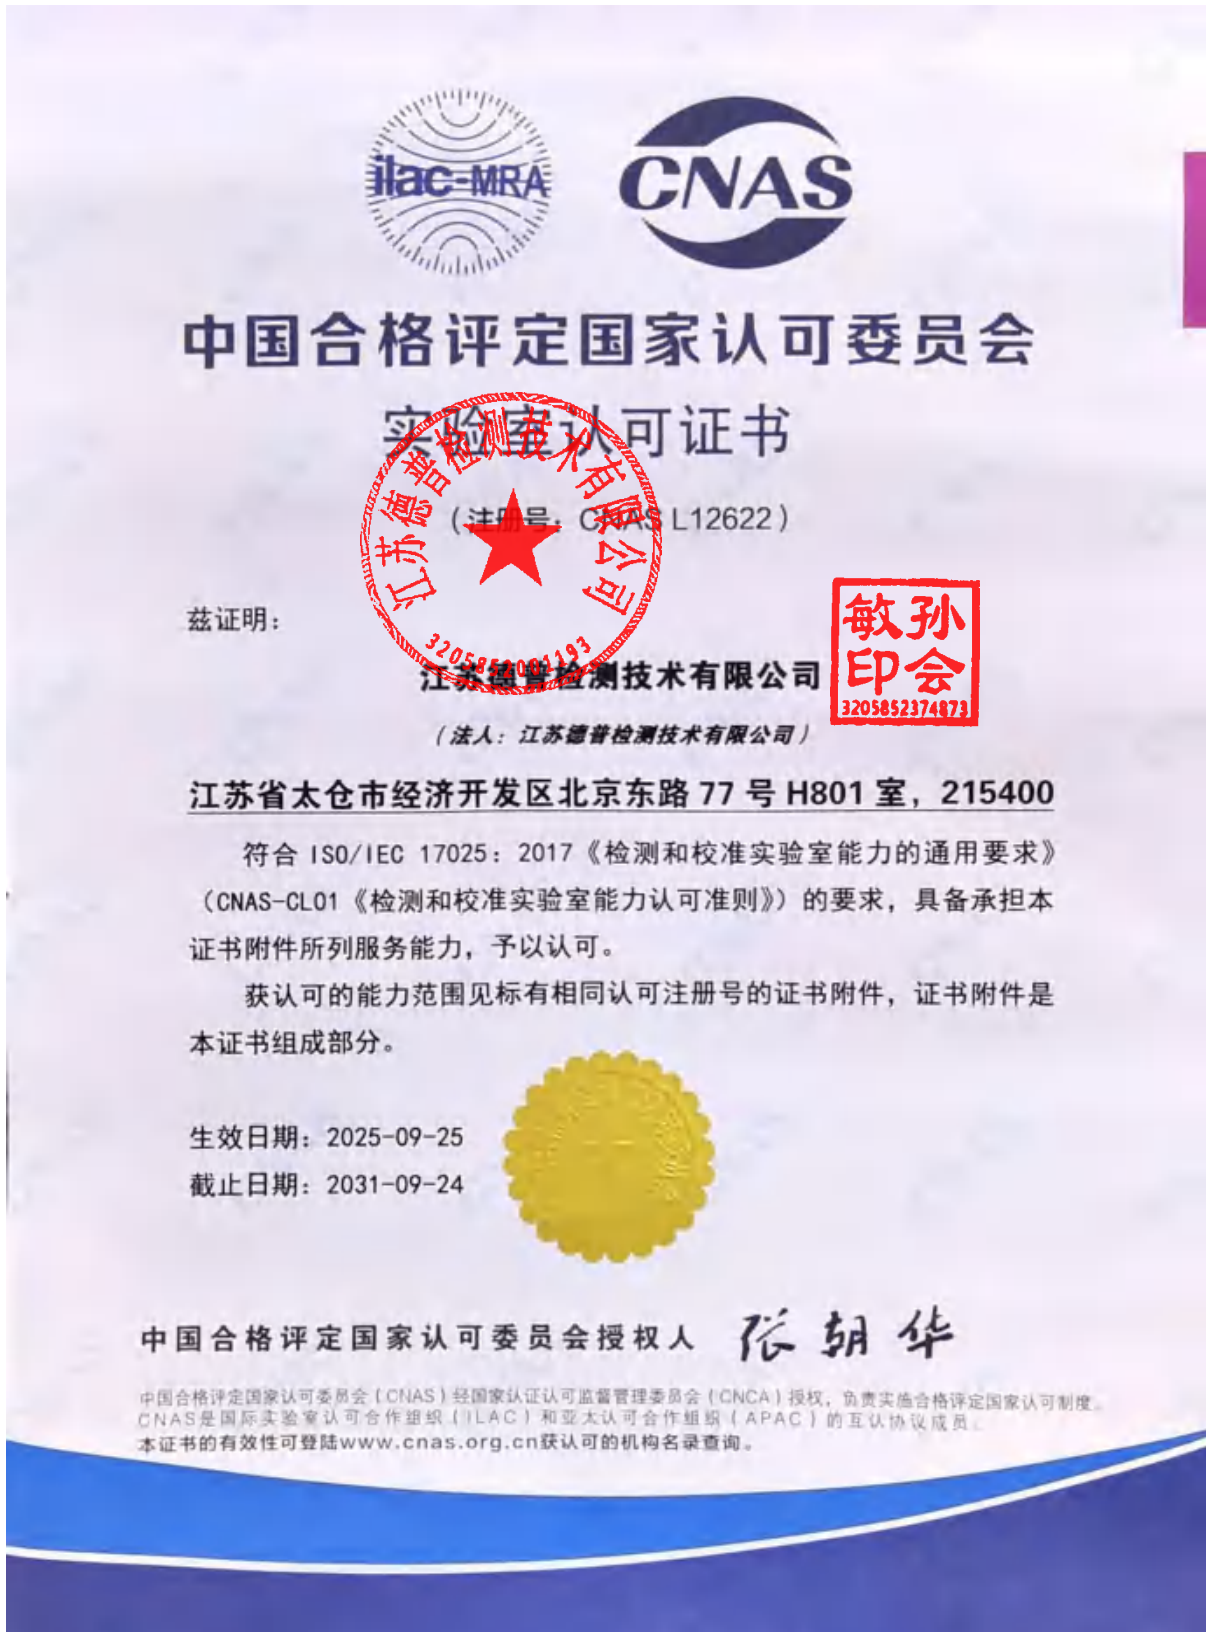 ilac-MRA
CNAS
中国合格评定国家认可委员会
实验室认可证书
（注册号：CNAS L12622）
江苏德普检测技术有限公司
兹证明：
江苏德普检测技术有限公司
孙会敏印
3205852374873
（法人：江苏德普检测技术有限公司）
江苏省太仓市经济开发区北京东路 77 号 H801 室，215400
符合 ISO/IEC 17025：2017《检测和校准实验室能力的通用要求》
（CNAS-CL01《检测和校准实验室能力认可准则》）的要求，具备承担本
证书附件所列服务能力，予以认可。
获认可的能力范围见标有相同认可注册号的证书附件，证书附件是
本证书组成部分。
生效日期：2025-09-25
截止日期：2031-09-24
中国合格评定国家认可委员会授权人 张朝华
中国合格评定国家认可委员会（CNAS）经国家认证认可监督管理委员会（CNCA）授权，负责实施合格评定国家认可制度。
CNAS是国际实验室认可合作组织（ILAC）和亚太认可合作组织（APAC）的互认协议成员。
本证书的有效性可登陆www.cnas.org.cn获认可的机构名录查询。